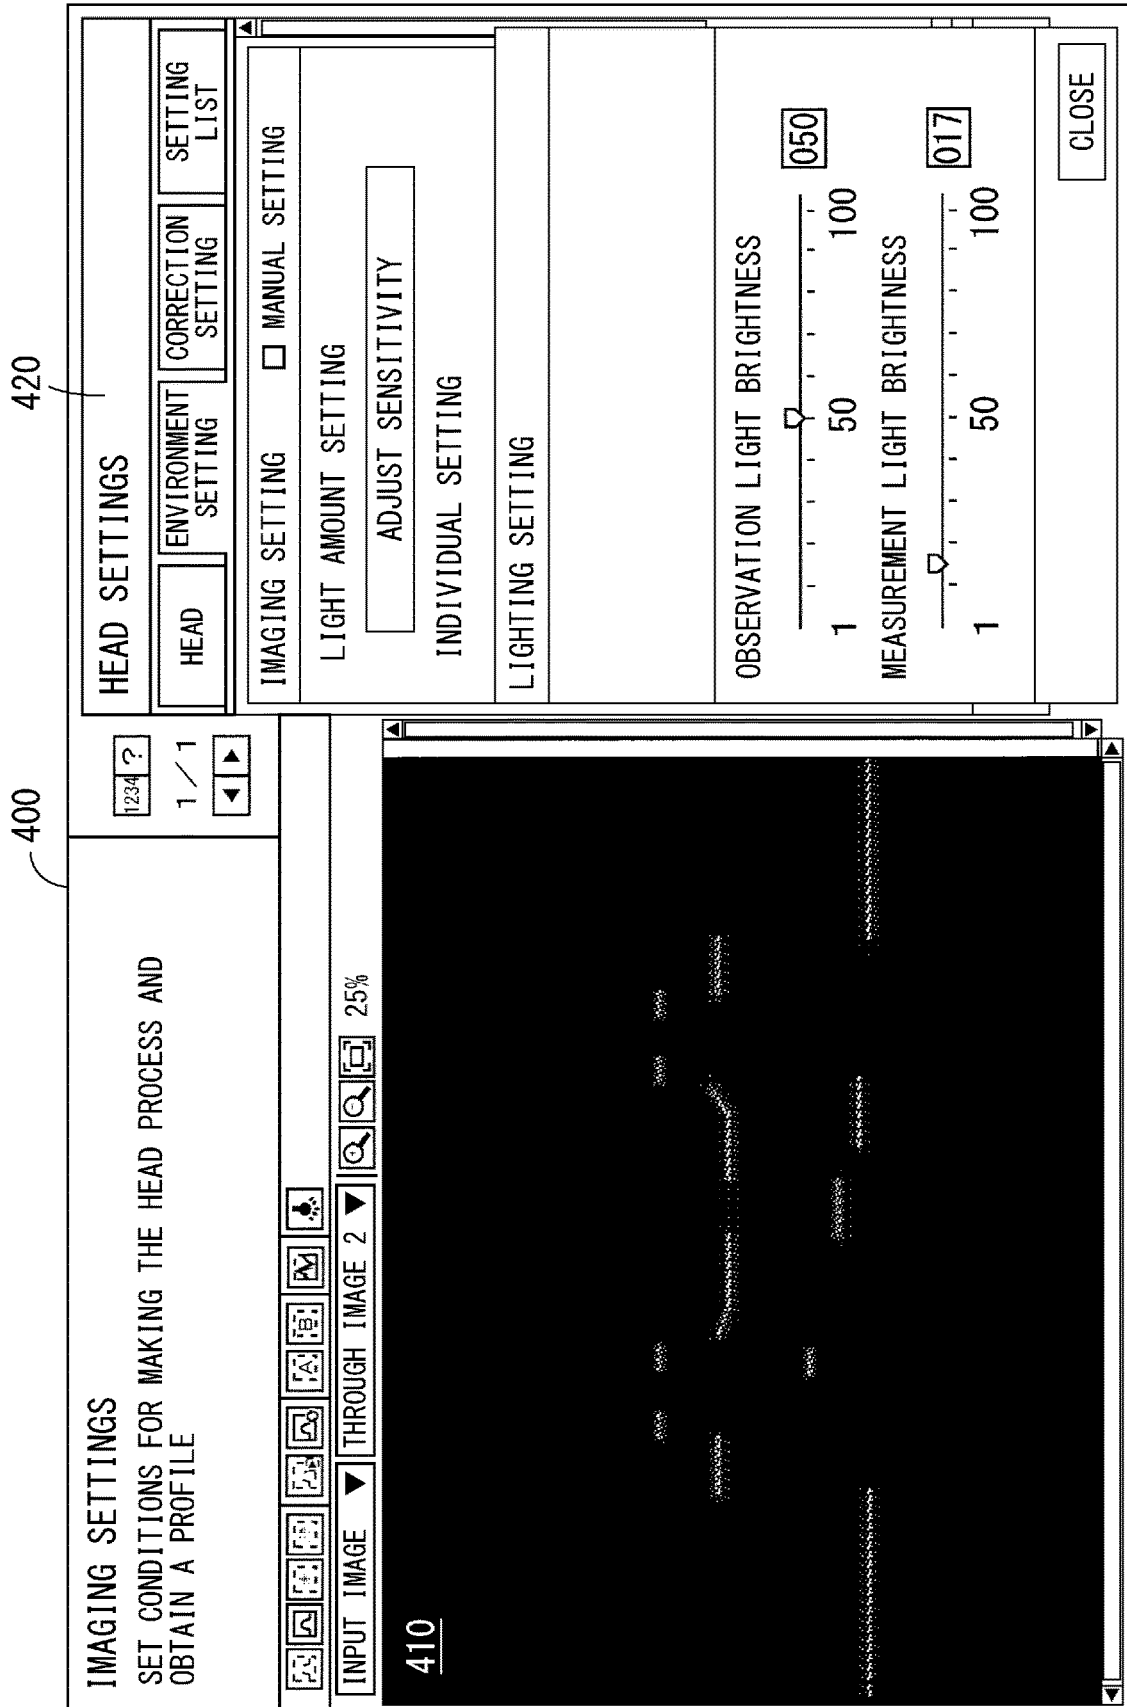 400
420
IMAGING SETTINGS
SET CONDITIONS FOR MAKING THE HEAD PROCESS AND
OBTAIN A PROFILE
1234 ?
1/1
INPUT IMAGE ▼
THROUGH IMAGE 2 ▼
25%
A
B
410
HEAD SETTINGS
HEAD
ENVIRONMENT
SETTING
CORRECTION
SETTING
SETTING
LIST
IMAGING SETTING
□ MANUAL SETTING
LIGHT AMOUNT SETTING
ADJUST SENSITIVITY
INDIVIDUAL SETTING
LIGHTING SETTING
OBSERVATION LIGHT BRIGHTNESS
050
1 50 100
MEASUREMENT LIGHT BRIGHTNESS
017
1 50 100
CLOSE